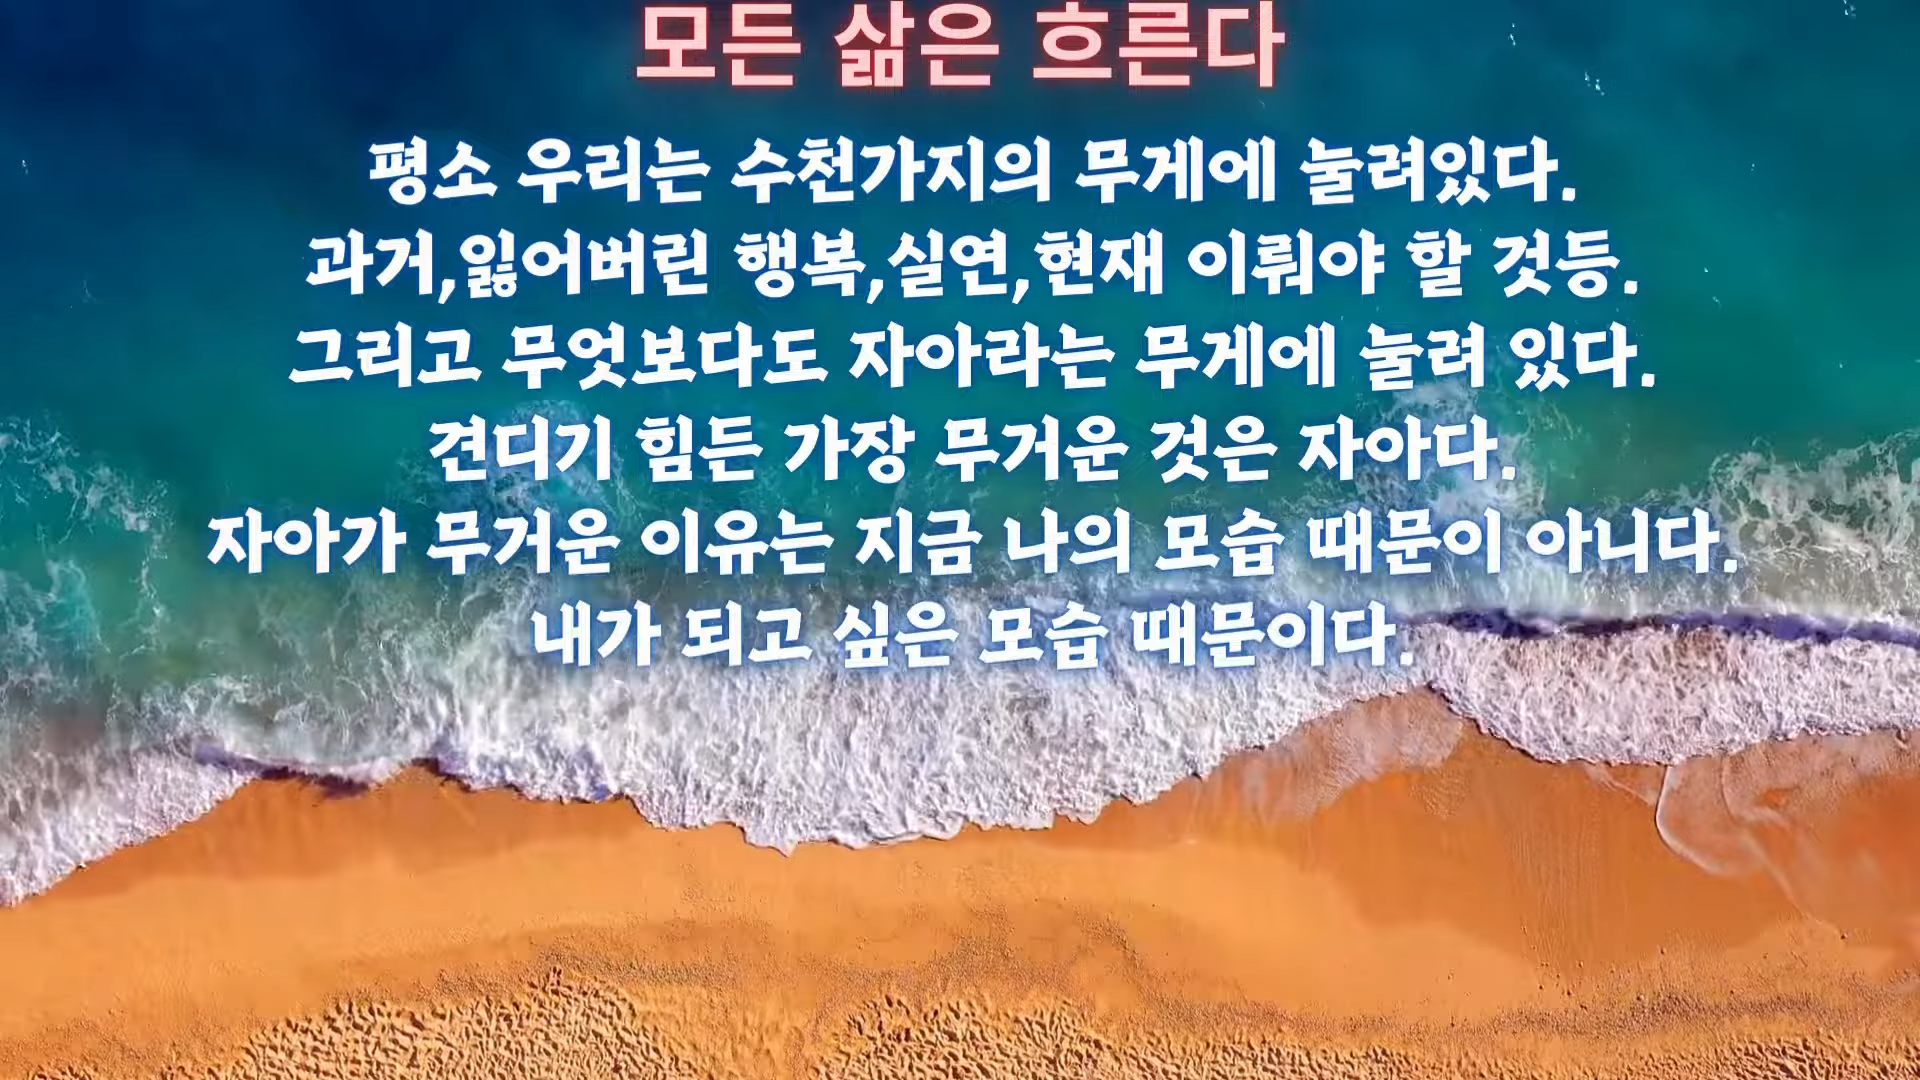 모든 삶은 흐른다
평소 우리는 수천가지의 무게에 눌려있다.
과거,잃어버린 행복,실연,현재 이뤄야 할 것등.
그리고 무엇보다도 자아라는 무게에 눌려 있다.
견디기 힘든 가장 무거운 것은 자아다.
자아가 무거운 이유는 지금 나의 모습 때문이 아니다.
내가 되고 싶은 모습 때문이다.